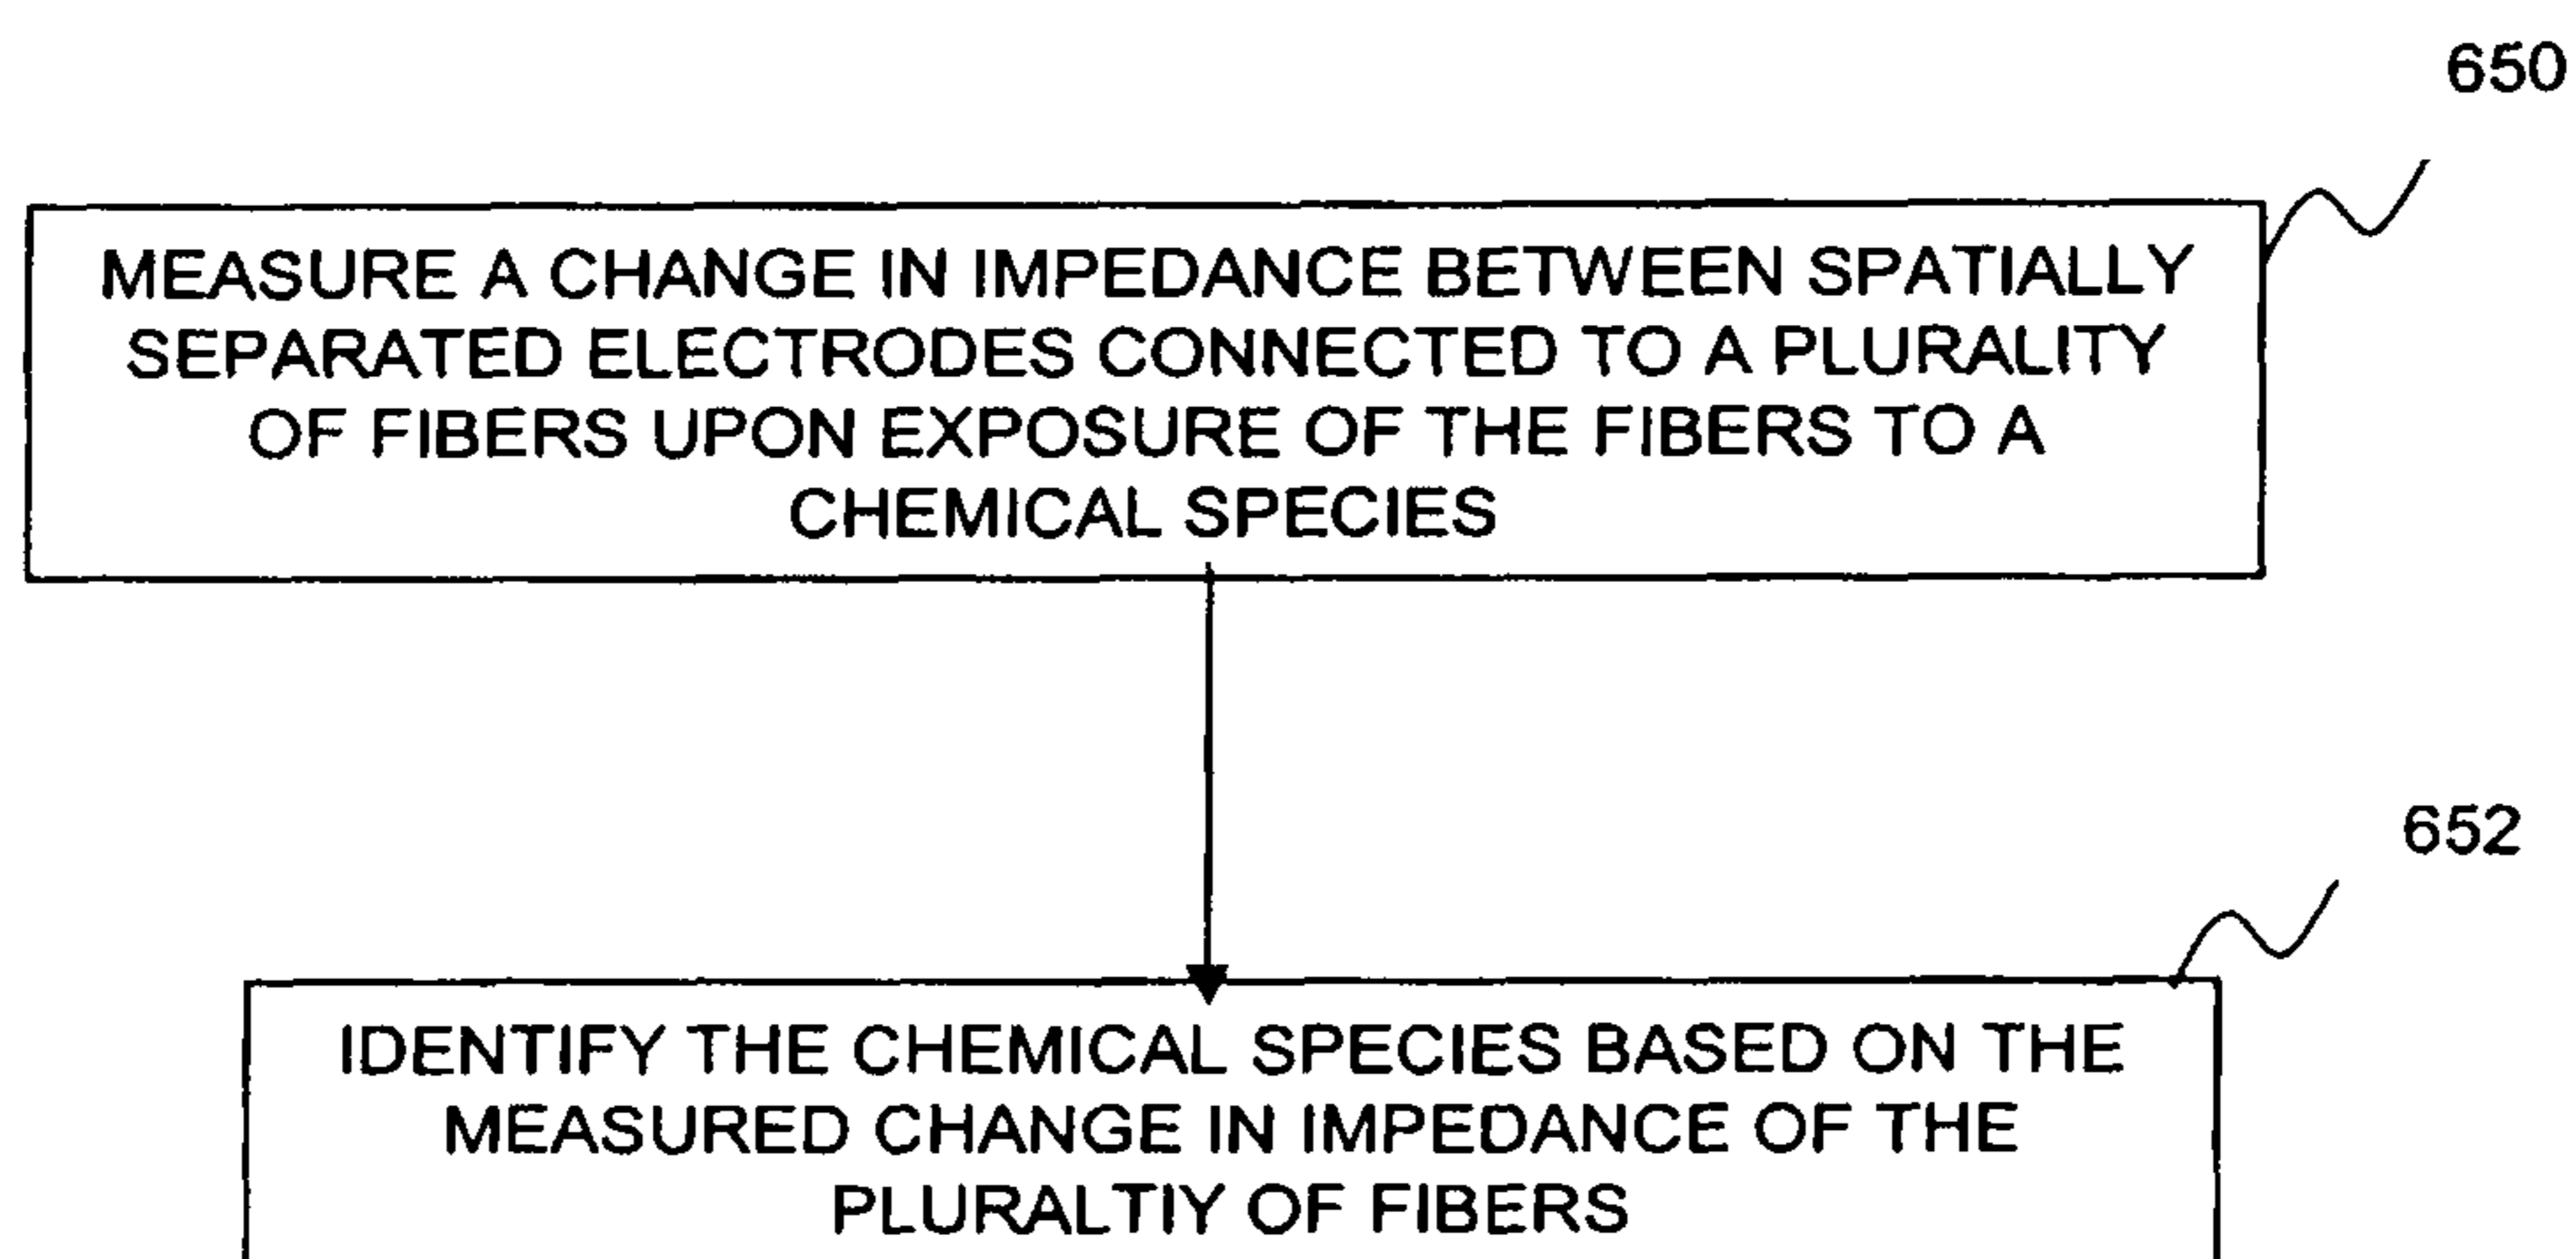 650
MEASURE A CHANGE IN IMPEDANCE BETWEEN SPATIALLY
SEPARATED ELECTRODES CONNECTED TO A PLURALITY
OF FIBERS UPON EXPOSURE OF THE FIBERS TO A
CHEMICAL SPECIES
652
IDENTIFY THE CHEMICAL SPECIES BASED ON THE
MEASURED CHANGE IN IMPEDANCE OF THE
PLURALTIY OF FIBERS